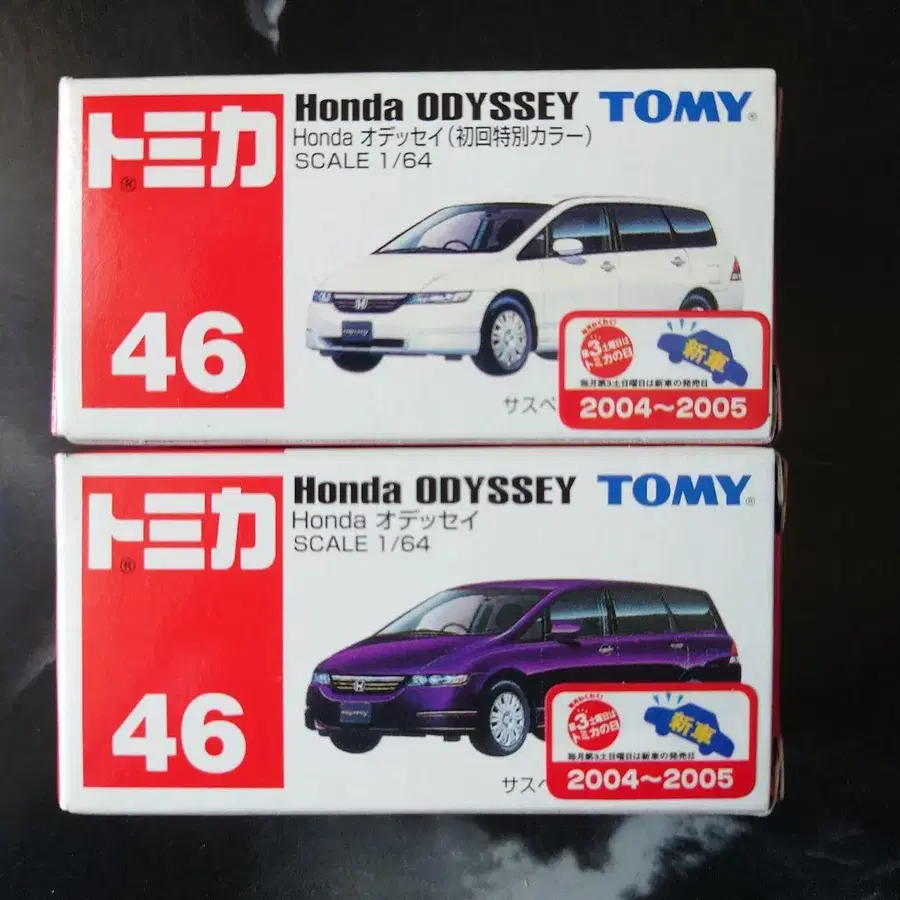 トミカ®
46
Honda ODYSSEY
TOMY®
Honda オデッセイ(初回特別カラー)
SCALE 1/64
サスペ
第3土曜日は
トミカの日
新車
毎月第3土日曜日は新車の発売日
2004~2005
トミカ®
46
Honda ODYSSEY
TOMY®
Honda オデッセイ
SCALE 1/64
サスペ
第3土曜日は
トミカの日
新車
毎月第3土日曜日は新車の発売日
2004~2005